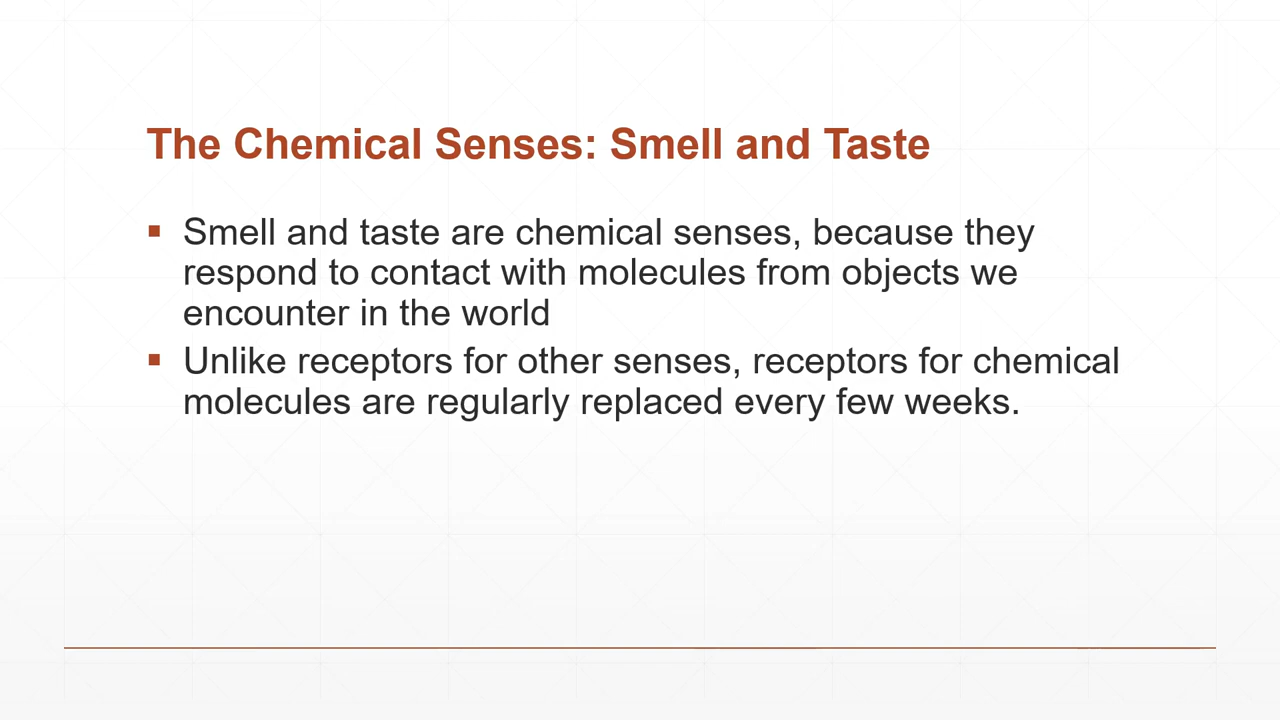 The Chemical Senses: Smell and Taste
Smell and taste are chemical senses, because they
respond to contact with molecules from objects we
encounter in the world
Unlike receptors for other senses, receptors for chemical
molecules are regularly replaced every few weeks.